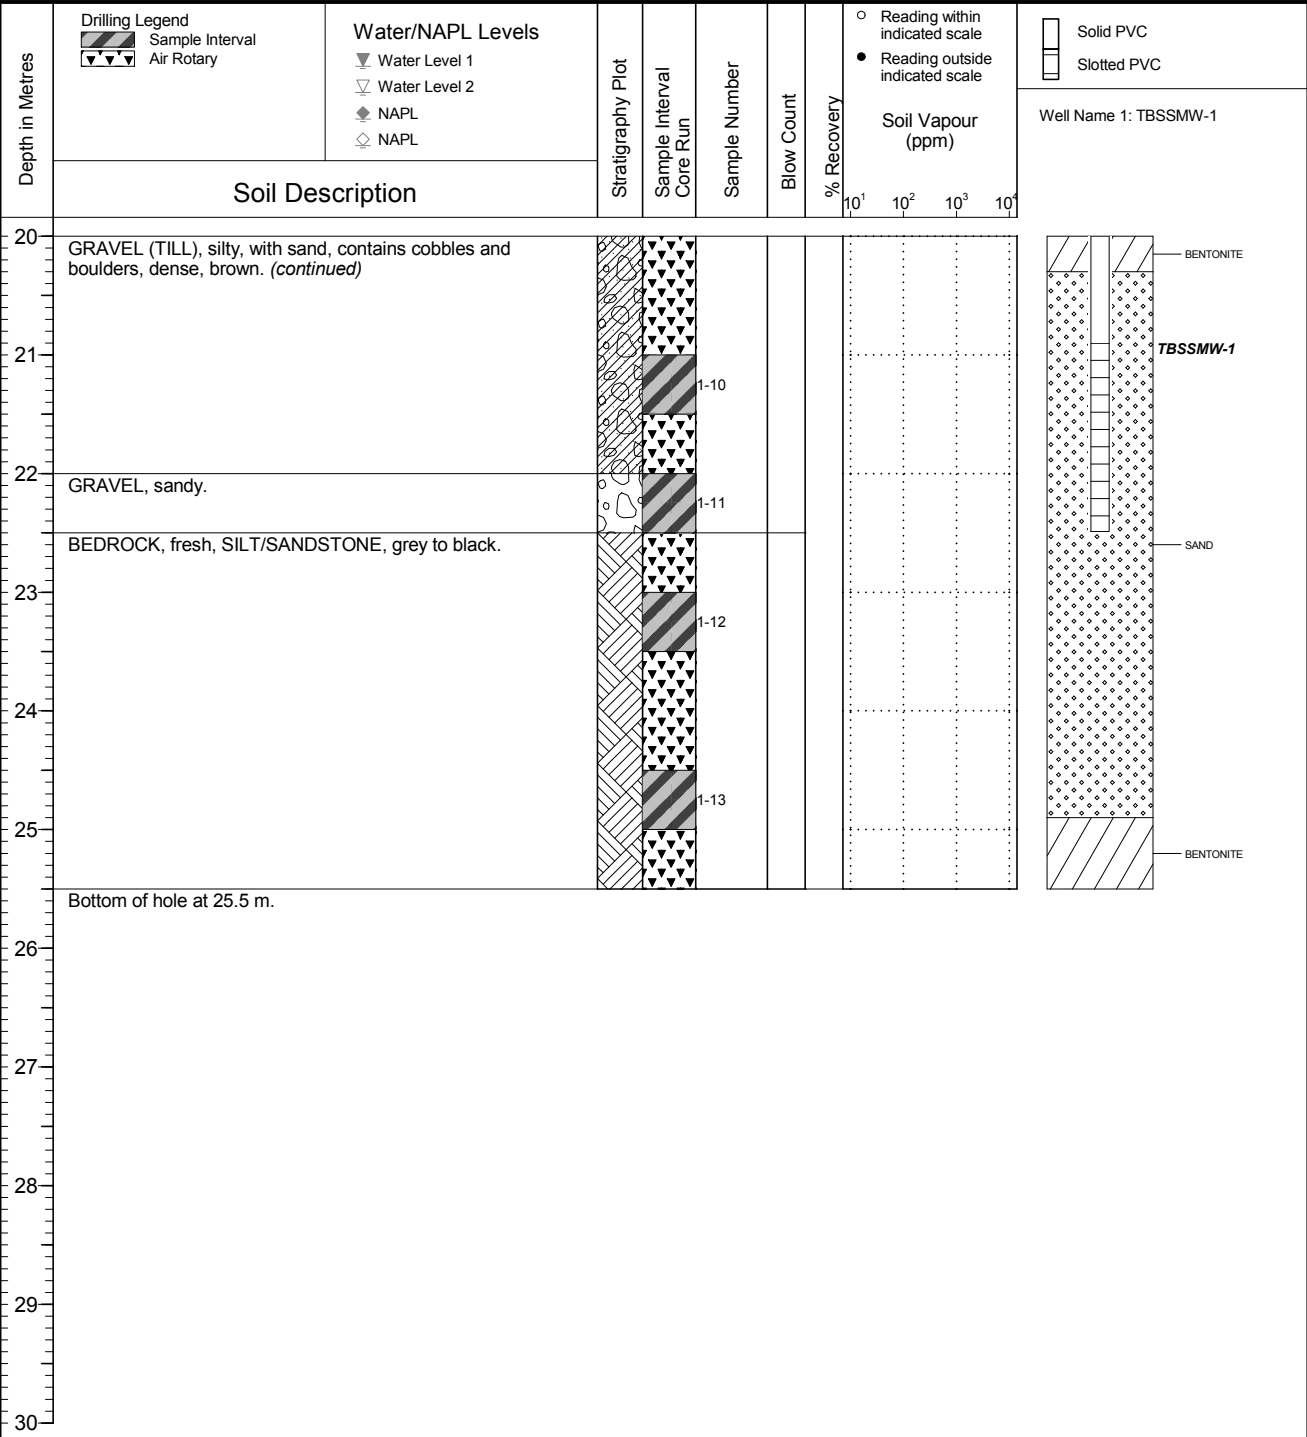 Depth in Metres
Drilling Legend
Sample Interval
Air Rotary
Water/NAPL Levels
Water Level 1
Water Level 2
NAPL
NAPL
Soil Description
Stratigraphy Plot
Sample Interval
Core Run
Sample Number
Blow Count
% Recovery
Reading within
indicated scale
Reading outside
indicated scale
Soil Vapour
(ppm)
10¹ 10² 10³ 10⁴
Solid PVC
Slotted PVC
Well Name 1: TBSSMW-1
20
GRAVEL (TILL), silty, with sand, contains cobbles and
boulders, dense, brown. (continued)
BENTONITE
21
TBSSMW-1
1-10
22
GRAVEL, sandy.
1-11
BEDROCK, fresh, SILT/SANDSTONE, grey to black.
SAND
23
1-12
24
1-13
25
BENTONITE
Bottom of hole at 25.5 m.
26
27
28
29
30